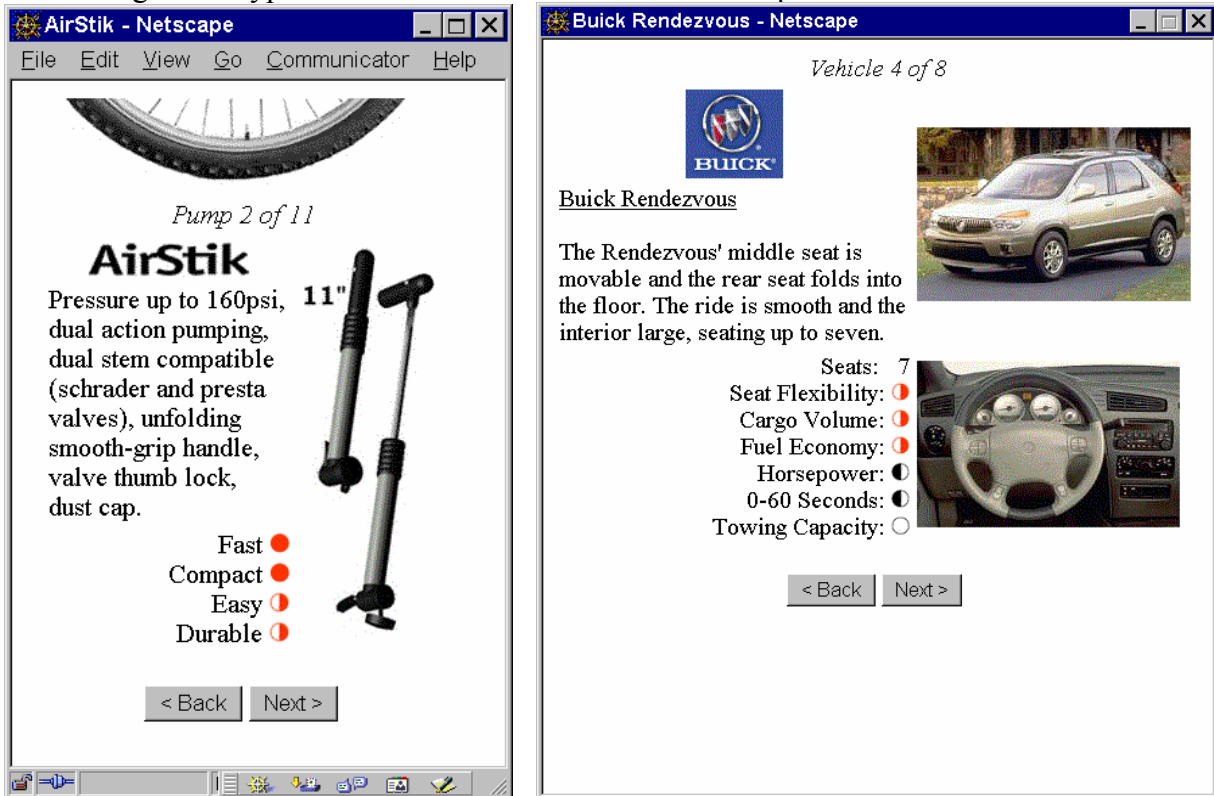 AirStik - Netscape
File Edit View Go Communicator Help
Pump 2 of 11
AirStik
Pressure up to 160psi,
11"
dual action pumping,
dual stem compatible
(schrader and presta
valves), unfolding
smooth-grip handle,
valve thumb lock,
dust cap.
Fast
Compact
Easy
Durable
< Back Next >
Buick Rendezvous - Netscape
Vehicle 4 of 8
BUICK
Buick Rendezvous
The Rendezvous' middle seat is
movable and the rear seat folds into
the floor. The ride is smooth and the
interior large, seating up to seven.
Seats: 7
Seat Flexibility:
Cargo Volume:
Fuel Economy:
Horsepower:
0-60 Seconds:
Towing Capacity:
< Back Next >